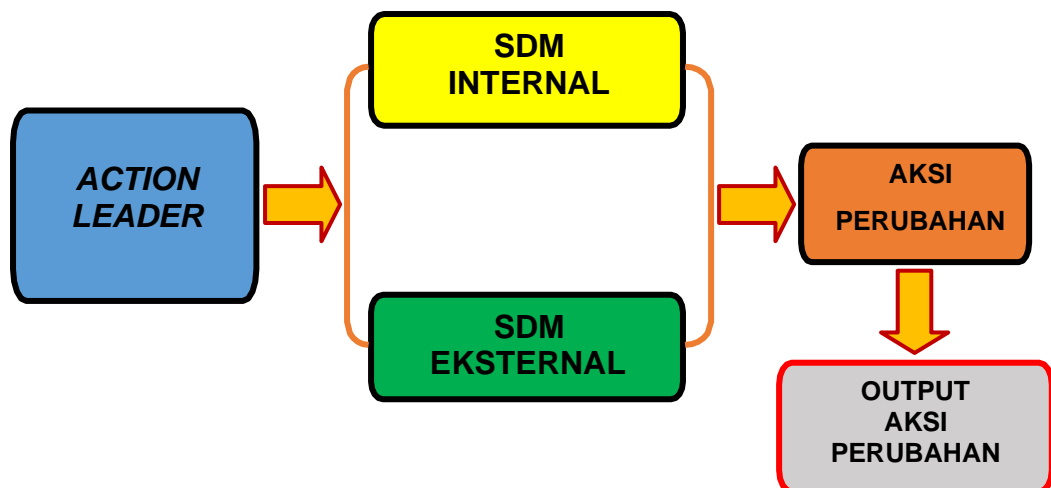 ACTION
LEADER
SDM
INTERNAL
SDM
EKSTERNAL
AKSI
PERUBAHAN
OUTPUT
AKSI
PERUBAHAN